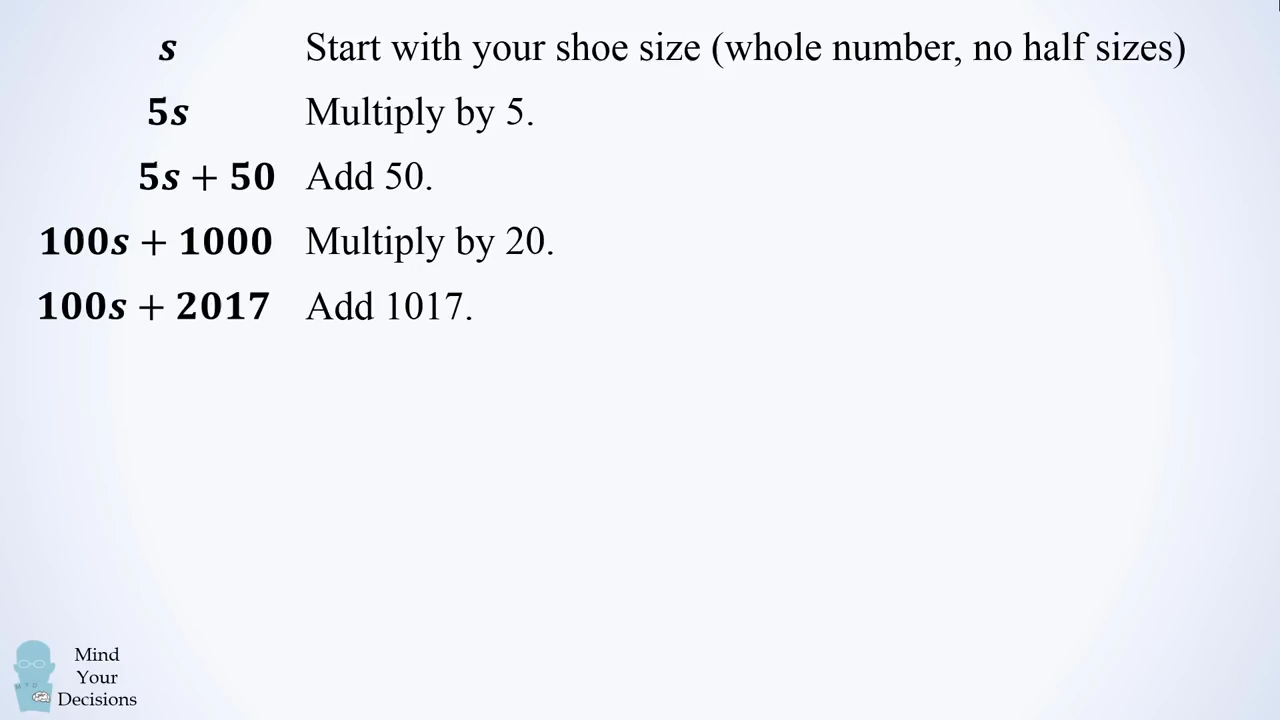 s Start with your shoe size (whole number, no half sizes)
5s Multiply by 5.
5s + 50 Add 50.
100s + 1000 Multiply by 20.
100s + 2017 Add 1017.
Mind
Your
Decisions